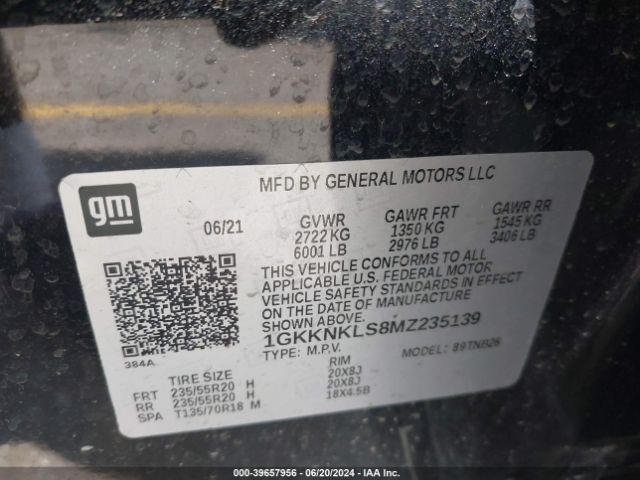 MFD BY GENERAL MOTORS LLC
gm
06/21 GVWR GAWR FRT GAWR RR
2722 KG 1350 KG 1545 KG
6001 LB 2976 LB 3406 LB
THIS VEHICLE CONFORMS TO ALL
APPLICABLE U.S. FEDERAL MOTOR
VEHICLE SAFETY STANDARDS IN EFFECT
ON THE DATE OF MANUFACTURE
SHOWN ABOVE.
1GKKNKLS8MZ235139
TYPE: M.P.V. MODEL: 89TNB26
384A
TIRE SIZE RIM
FRT 235/55R20 H 20X8J
RR 235/55R20 H 20X8J
SPA T135/70R18 M 18X4.5B
000-39657956 | 06/20/2024 | IAA Inc.